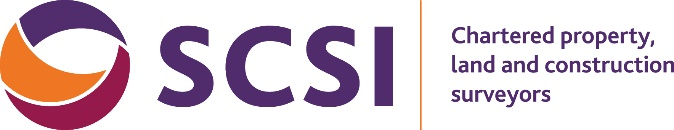 SCSI
Chartered property,
land and construction
surveyors